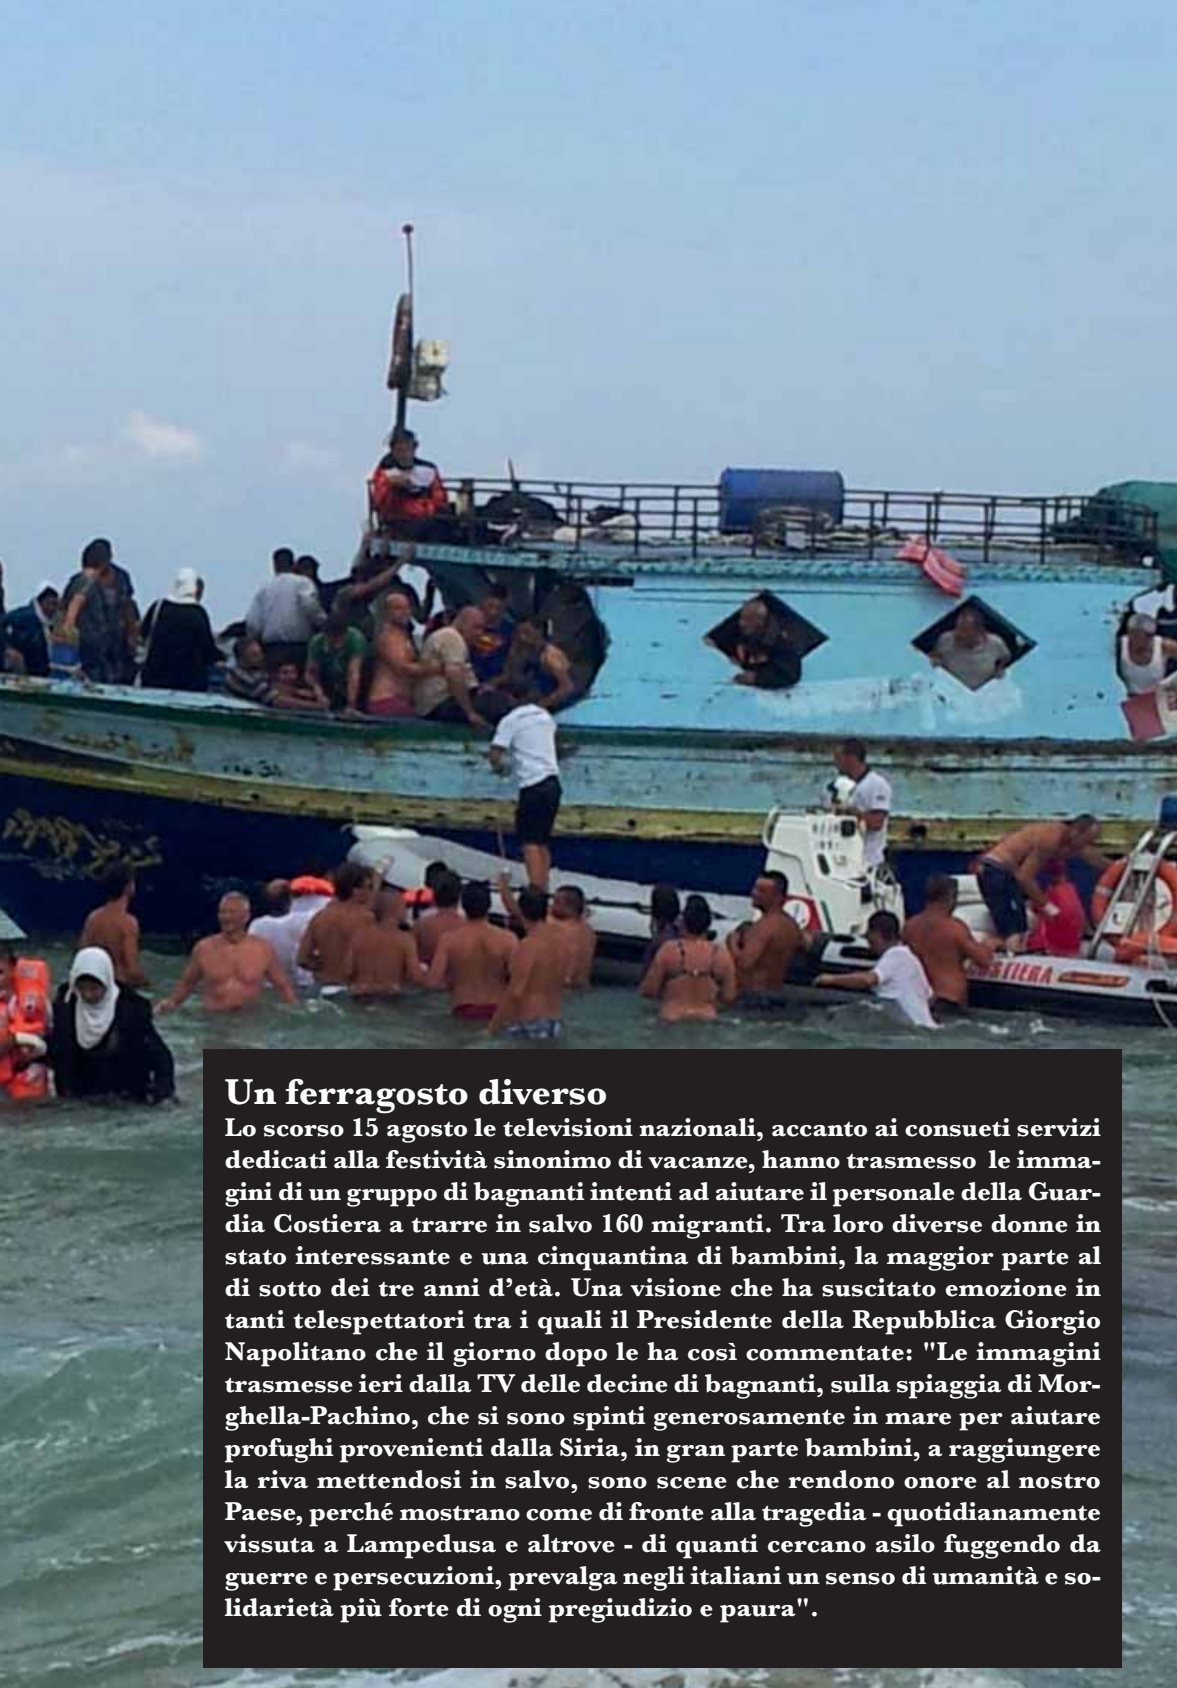 STIERA
Un ferragosto diverso
Lo scorso 15 agosto le televisioni nazionali, accanto ai consueti servizi
dedicati alla festività sinonimo di vacanze, hanno trasmesso  le imma-
gini di un gruppo di bagnanti intenti ad aiutare il personale della Guar-
dia Costiera a trarre in salvo 160 migranti. Tra loro diverse donne in
stato interessante e una cinquantina di bambini, la maggior parte al
di sotto dei tre anni d’età. Una visione che ha suscitato emozione in
tanti telespettatori tra i quali il Presidente della Repubblica Giorgio
Napolitano che il giorno dopo le ha così commentate: "Le immagini
trasmesse ieri dalla TV delle decine di bagnanti, sulla spiaggia di Mor-
ghella-Pachino, che si sono spinti generosamente in mare per aiutare
profughi provenienti dalla Siria, in gran parte bambini, a raggiungere
la riva mettendosi in salvo, sono scene che rendono onore al nostro
Paese, perché mostrano come di fronte alla tragedia - quotidianamente
vissuta a Lampedusa e altrove - di quanti cercano asilo fuggendo da
guerre e persecuzioni, prevalga negli italiani un senso di umanità e so-
lidarietà più forte di ogni pregiudizio e paura".